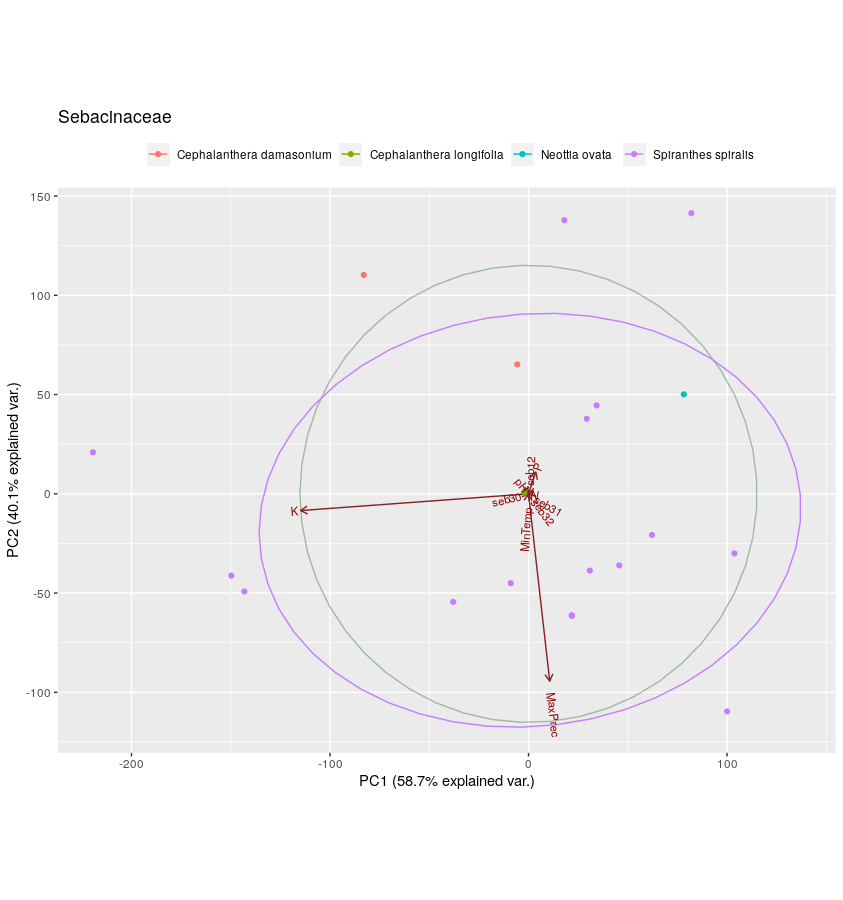 Sebacinaceae
Cephalanthera damasonium
Cephalanthera longifolia
Neottia ovata
Spiranthes spiralis
PC2 (40.1% explained var.)
150
100
50
0
-50
-100
seb12
P
seb30
seb31
seb32
K
MinTemp
MaxPrec
-200
-100
0
100
PC1 (58.7% explained var.)